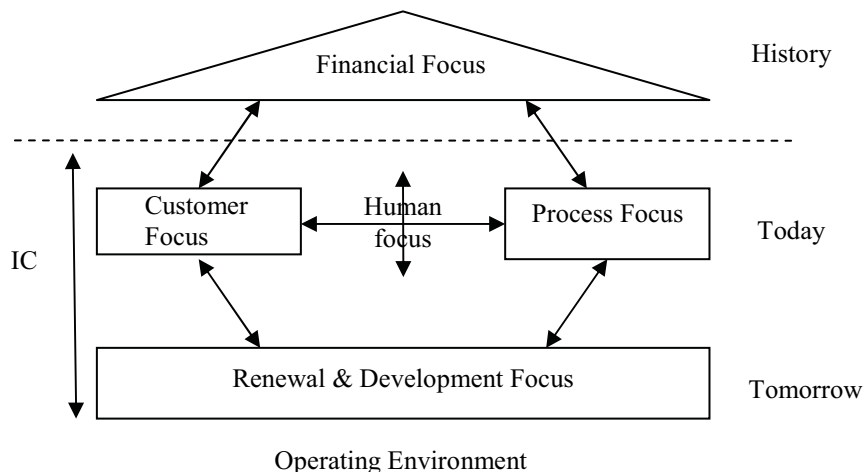 History
Financial Focus
Customer
Focus
Human
focus
Process Focus
Today
IC
Renewal & Development Focus
Tomorrow
Operating Environment